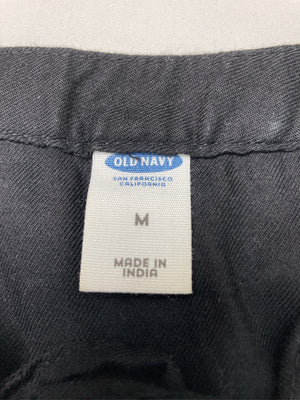 OLD NAVY
SAN FRANCISCO
CALIFORNIA
M
MADE IN
INDIA